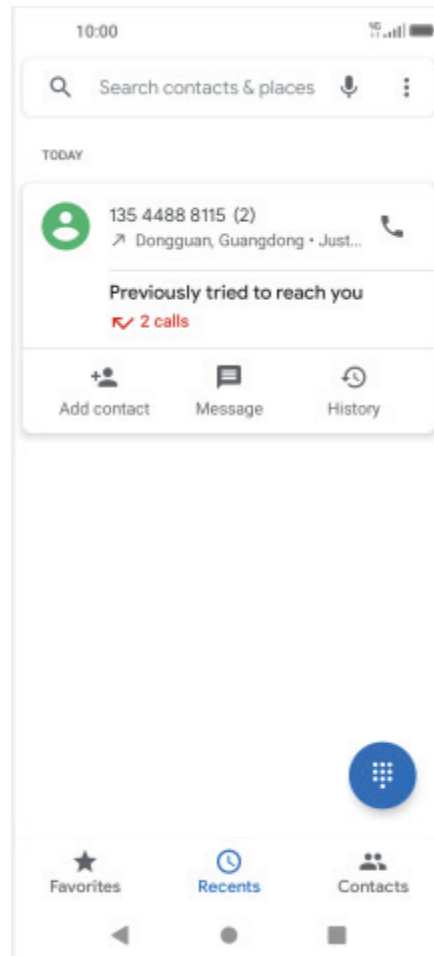 10:00 4G
Search contacts & places
TODAY
135 4488 8115 (2)
Dongguan, Guangdong • Just...
Previously tried to reach you
2 calls
Add contact Message History
Favorites Recents Contacts